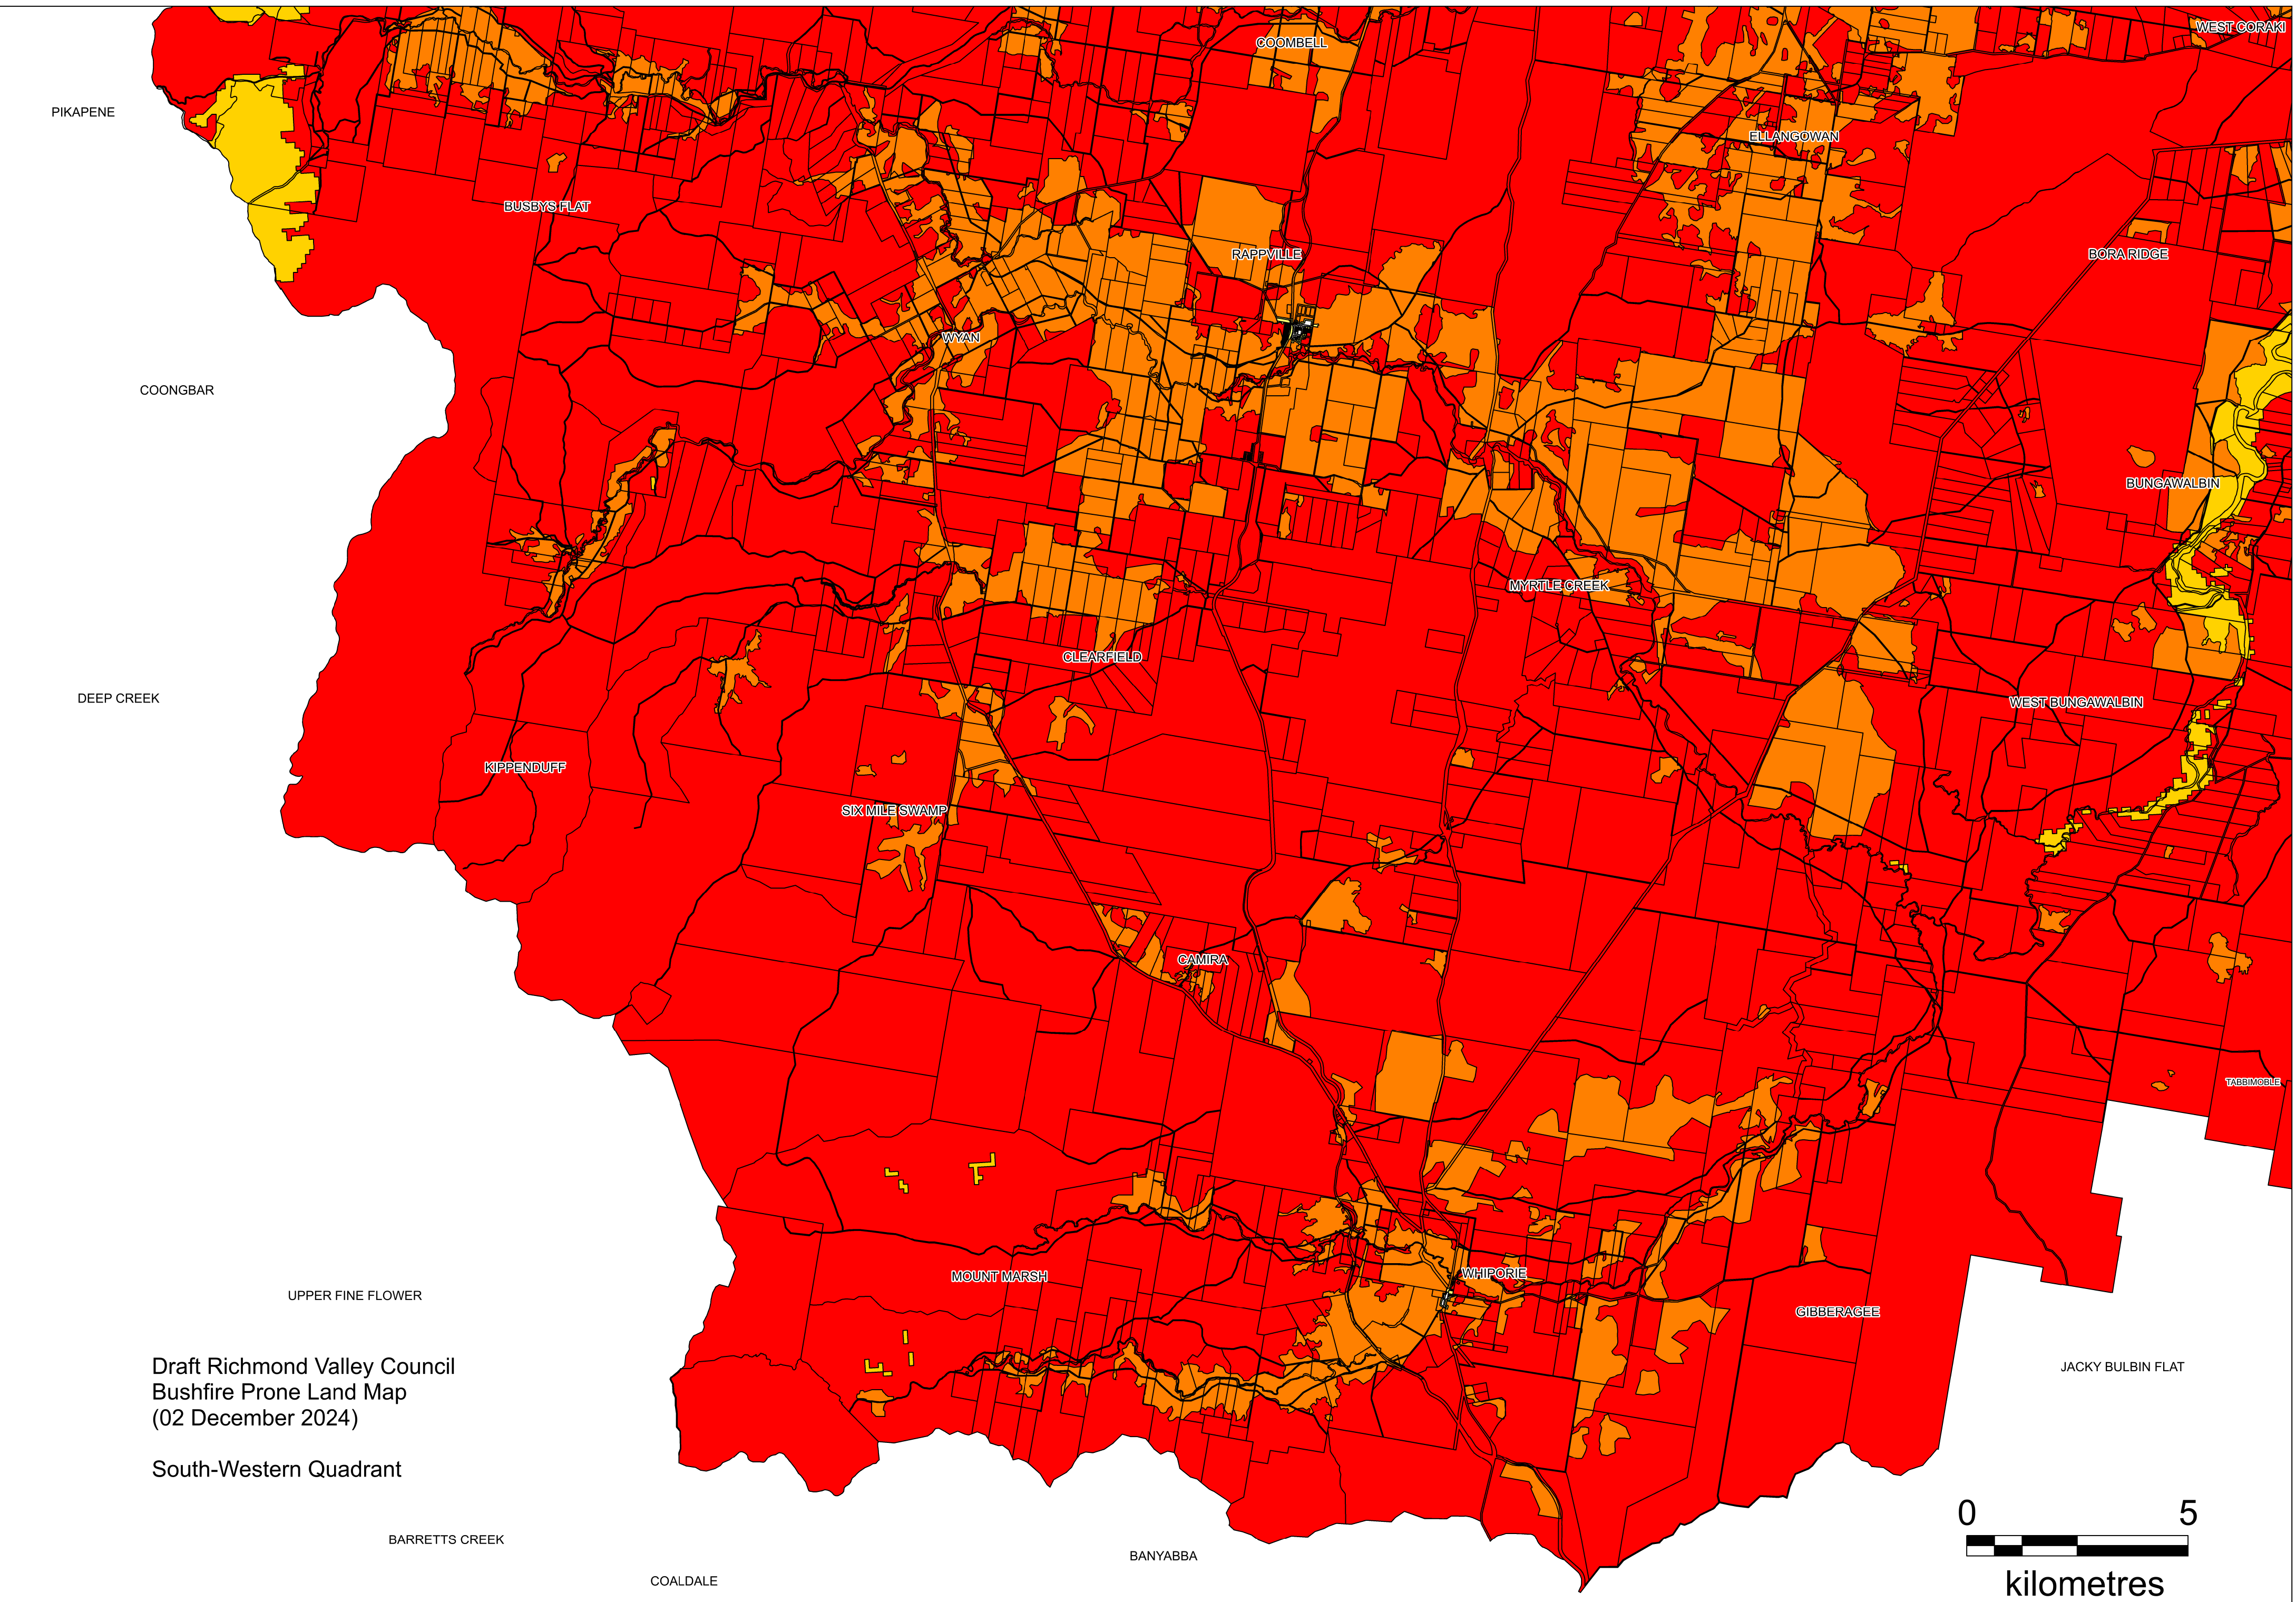 WEST CORAKI
COOMBELL
PIKAPENE
ELLANGOWAN
BUSBYS FLAT
RAPPVILLE
BORA RIDGE
WYAN
COONGBAR
BUNGAWALBIN
MYRTLE CREEK
CLEARFIELD
DEEP CREEK
WEST BUNGAWALBIN
KIPPENDUFF
SIX MILE SWAMP
CAMIRA
TABBIMOBLE
MOUNT MARSH
WHIPORIE
UPPER FINE FLOWER
GIBBERAGEE
JACKY BULBIN FLAT
Draft Richmond Valley Council
Bushfire Prone Land Map
(02 December 2024)
South-Western Quadrant
0 5
kilometres
BARRETTS CREEK
BANYABBA
COALDALE